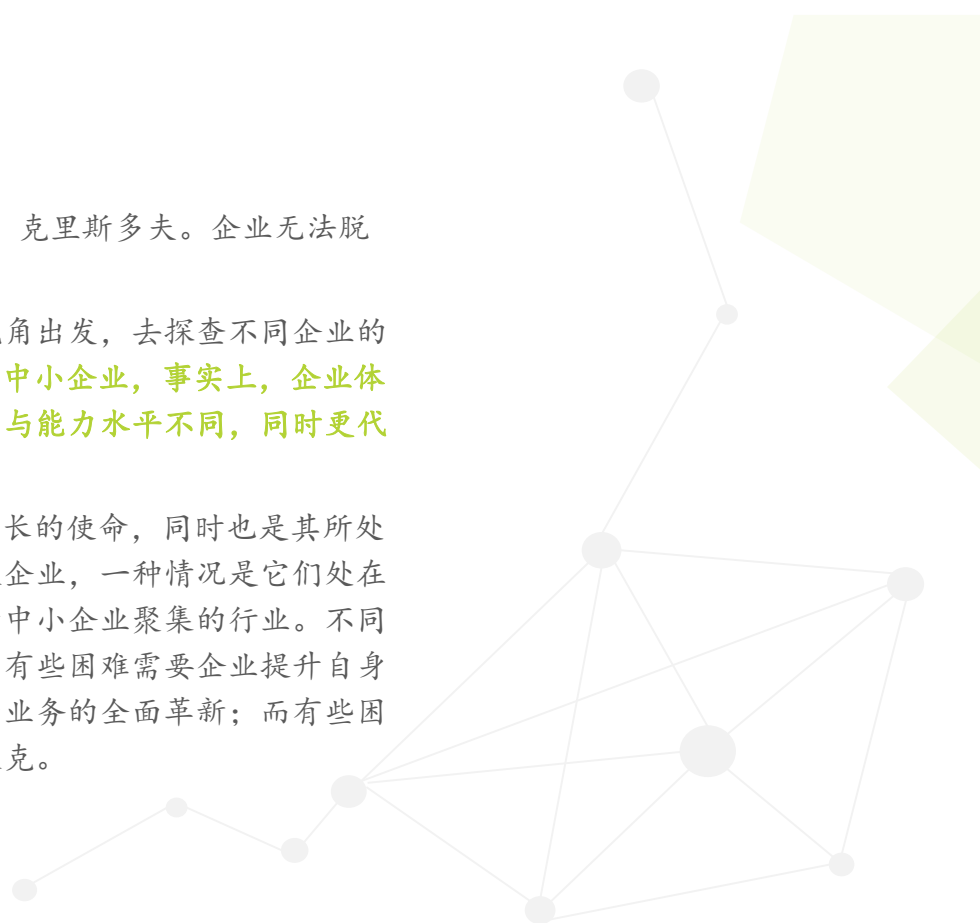 克里斯多夫。企业无法脱
角出发，去探查不同企业的
中小企业，事实上，企业体
与能力水平不同，同时更代
长的使命，同时也是其所处
企业，一种情况是它们处在
中小企业聚集的行业。不同
有些困难需要企业提升自身
业务的全面革新；而有些困
克。